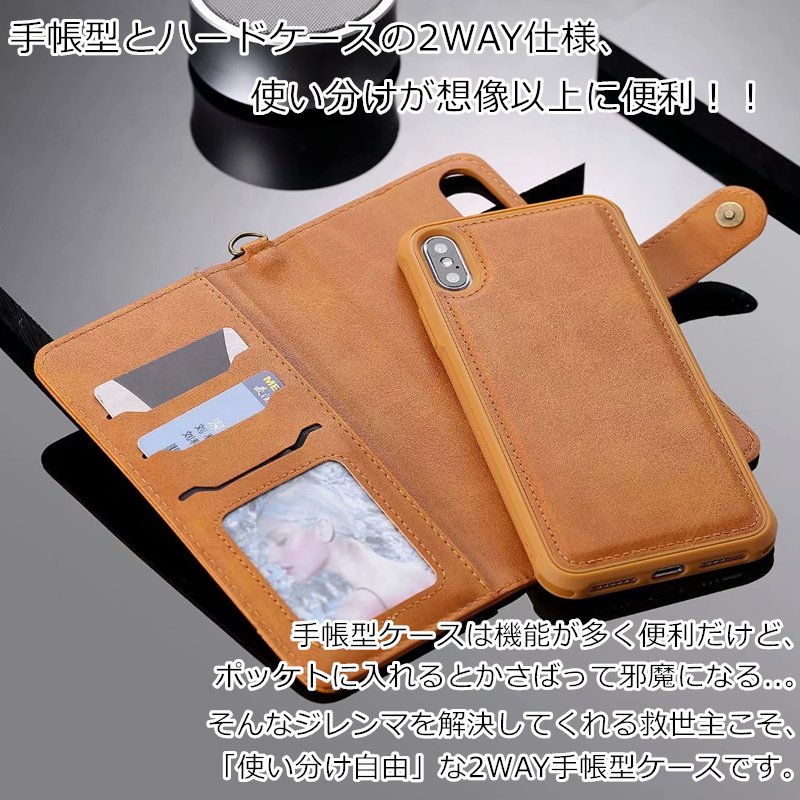 手帳型とハードケースの2WAY仕様、
使い分けが想像以上に便利！！
ME
深
刘
手帳型ケースは機能が多く便利だけど、
ポッケトに入れるとかさばって邪魔になる...。
そんなジレンマを解決してくれる救世主こそ、
「使い分け自由」な2WAY手帳型ケースです。